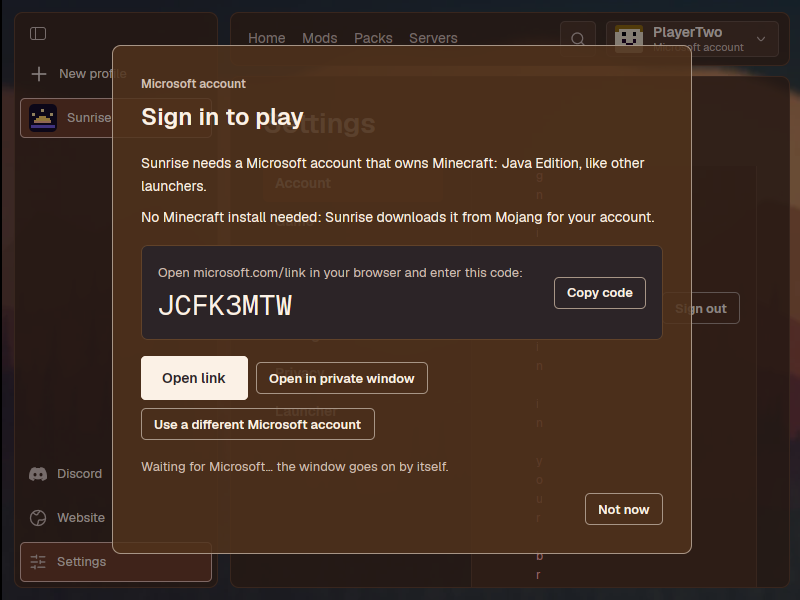 Home Mods Packs Servers
PlayerTwo
Microsoft account
New profile
Sunrise
Microsoft account
Sign in to play
Settings
Sunrise needs a Microsoft account that owns Minecraft: Java Edition, like other
launchers.
Account
No Minecraft install needed: Sunrise downloads it from Mojang for your account.
Open microsoft.com/link in your browser and enter this code:
JCFK3MTW
Copy code
Sign out
Open link
Open in private window
Privacy
Launcher
Use a different Microsoft account
Waiting for Microsoft... the window goes on by itself.
Discord
Website
Not now
Settings
b
r